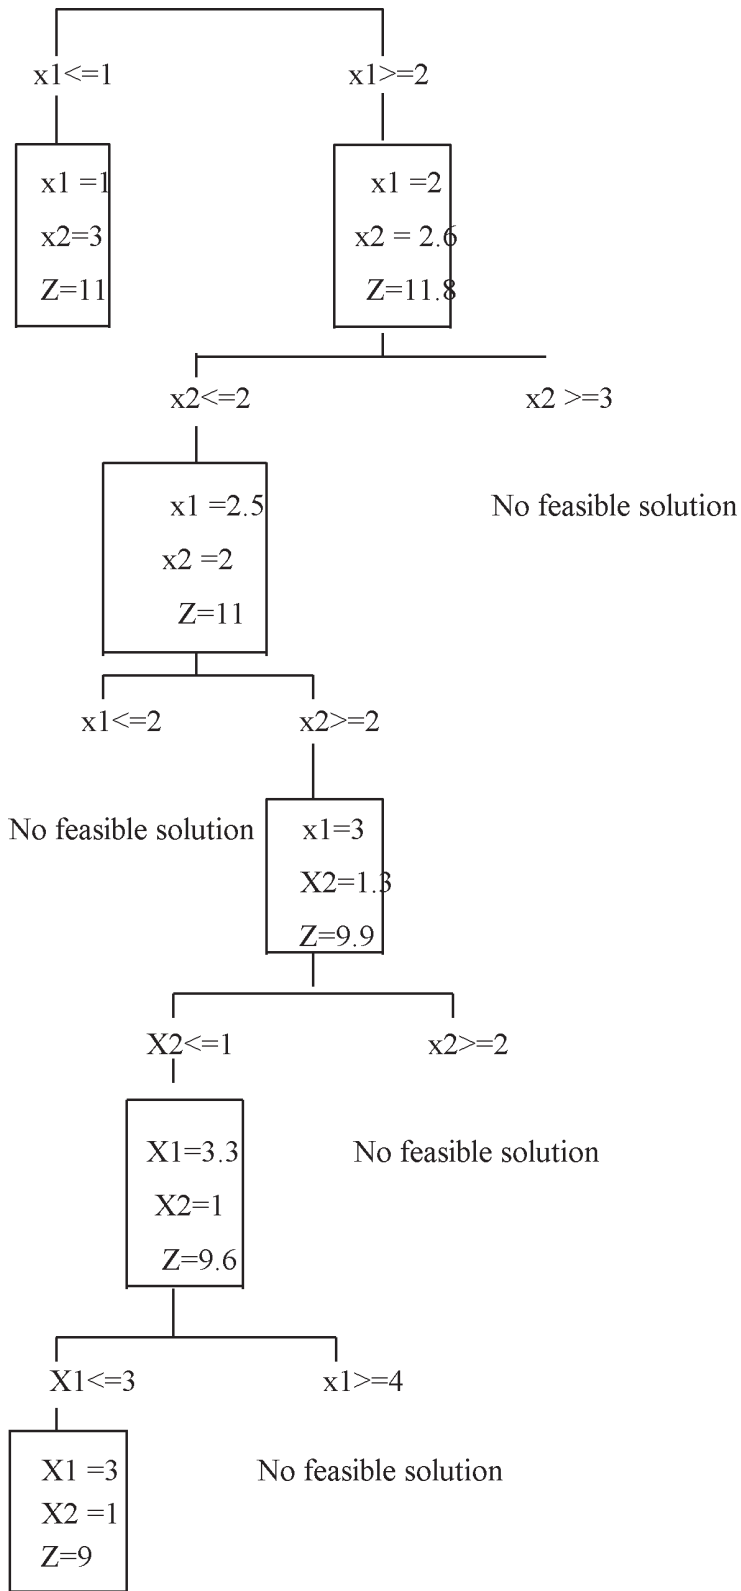 x1<=1
x1>=2
x1 =1
x2=3
Z=11
x1 =2
x2 = 2.6
Z=11.8
x2<=2
x2 >=3
x1 =2.5
x2 =2
Z=11
No feasible solution
x1<=2
x2>=2
No feasible solution
x1=3
X2=1.3
Z=9.9
X2<=1
x2>=2
X1=3.3
X2=1
Z=9.6
No feasible solution
X1<=3
x1>=4
X1 =3
X2 =1
Z=9
No feasible solution